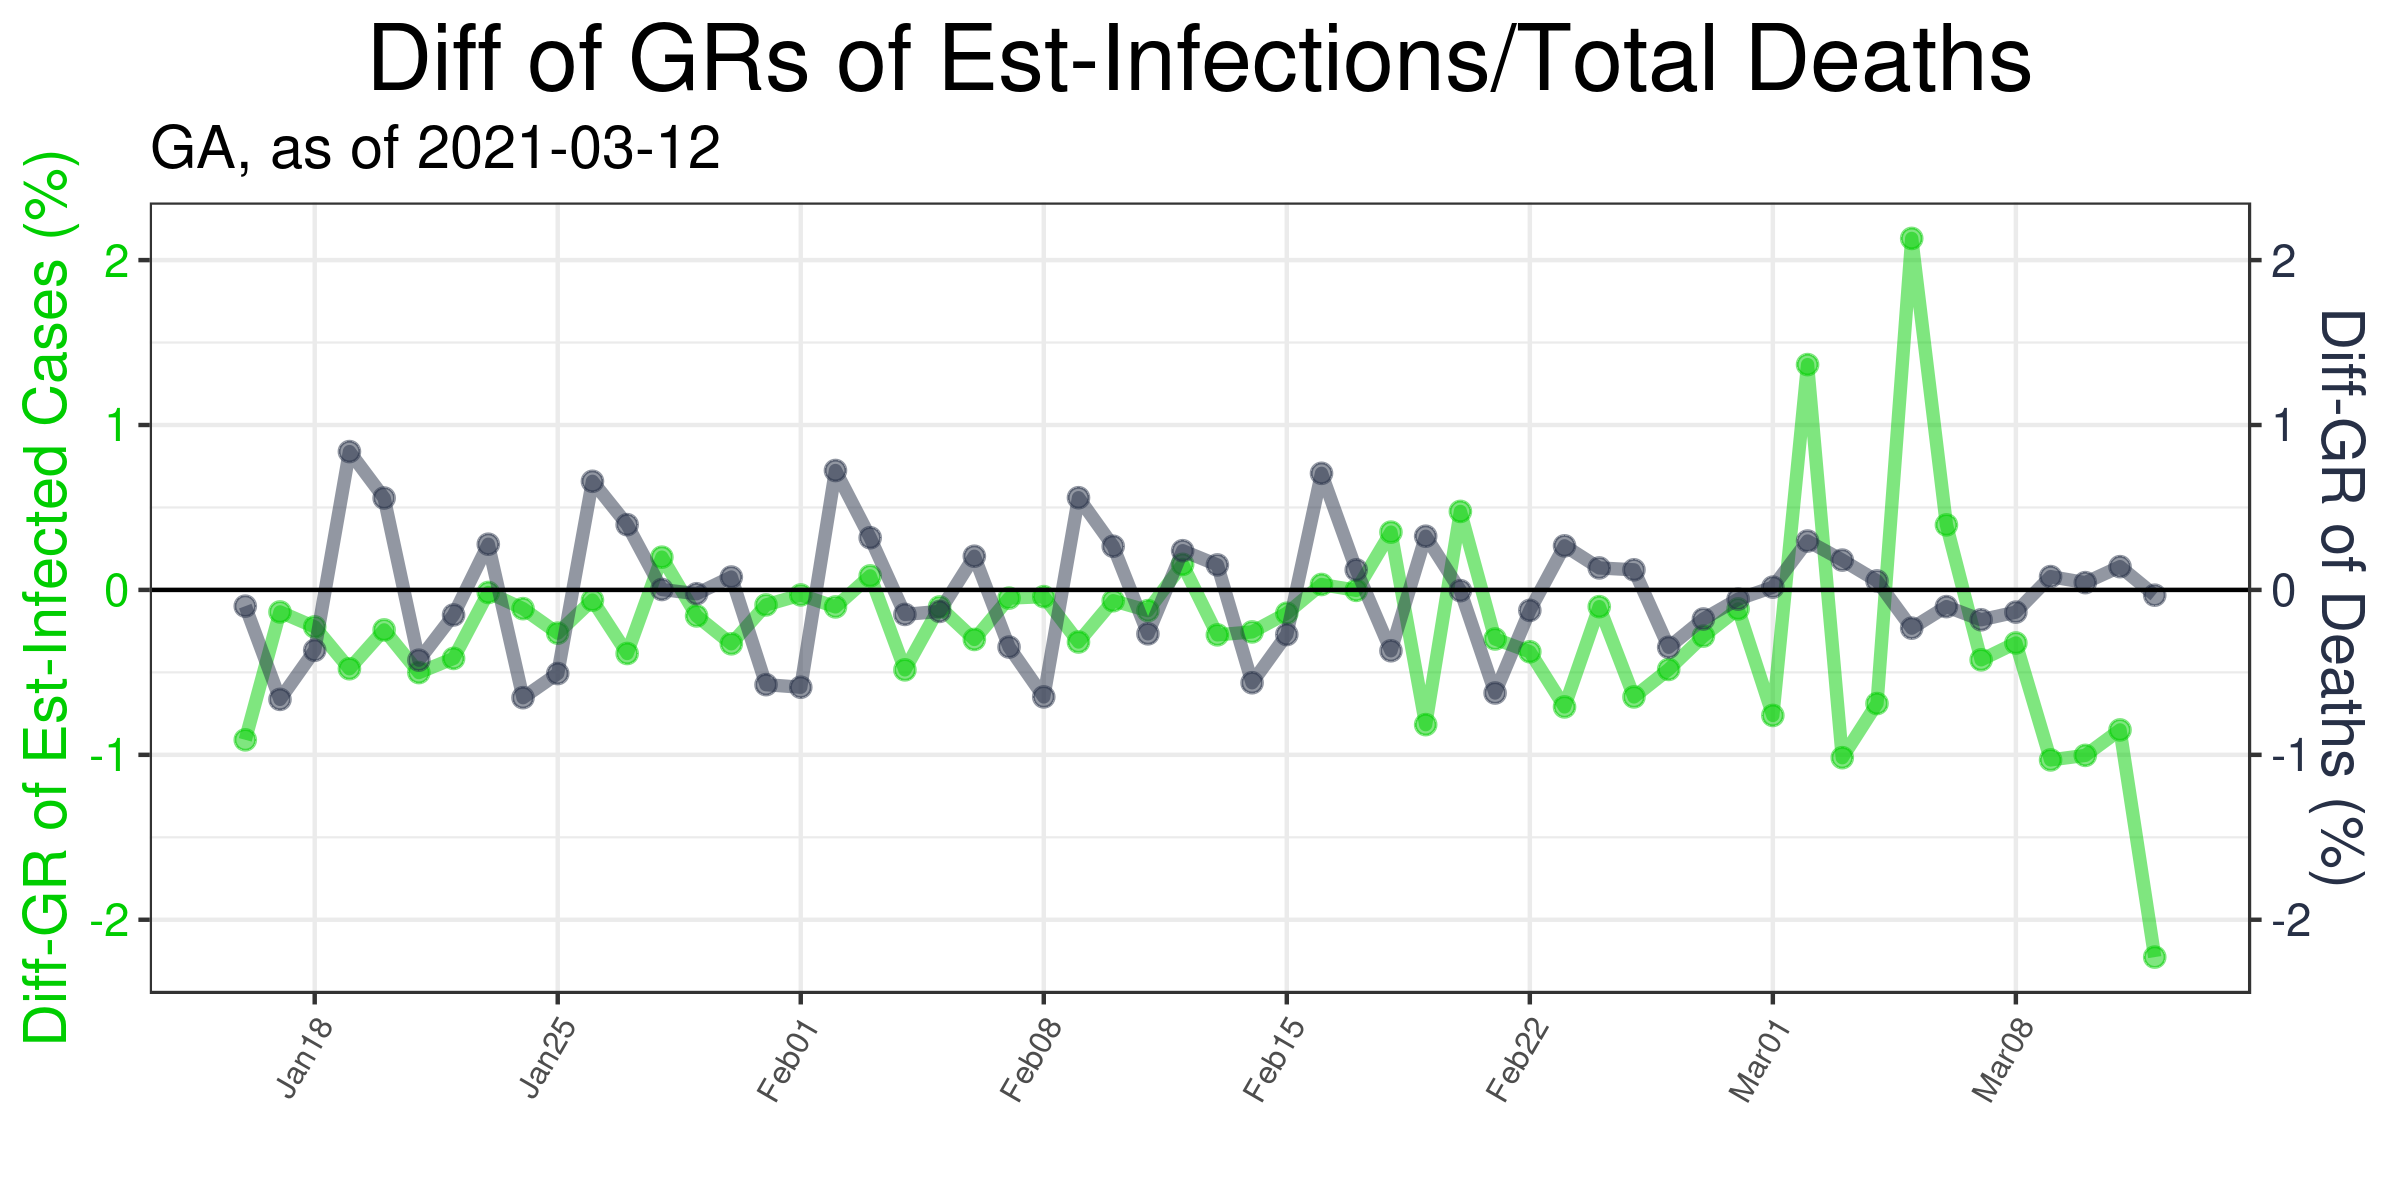 Diff of GRs of Est-Infections/Total Deaths
GA, as of 2021-03-12
Diff-GR of Est-Infected Cases (%)
2
1
0
-1
-2
2
1
0
-1
-2
Diff-GR of Deaths (%)
Jan18
Jan25
Feb01
Feb08
Feb15
Feb22
Mar01
Mar08